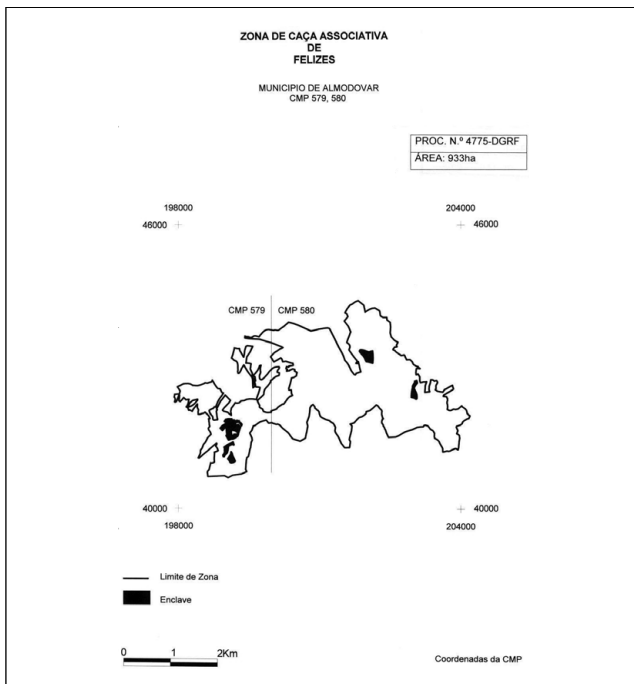 ZONA DE CAÇA ASSOCIATIVA
DE
FELIZES
MUNICIPIO DE ALMODOVAR
CMP 579, 580
PROC. N.º 4775-DGRF
ÁREA: 933ha
198000
204000
46000
46000
CMP 579
CMP 580
40000
40000
198000
204000
Limite de Zona
Enclave
0 1 2Km
Coordenadas da CMP